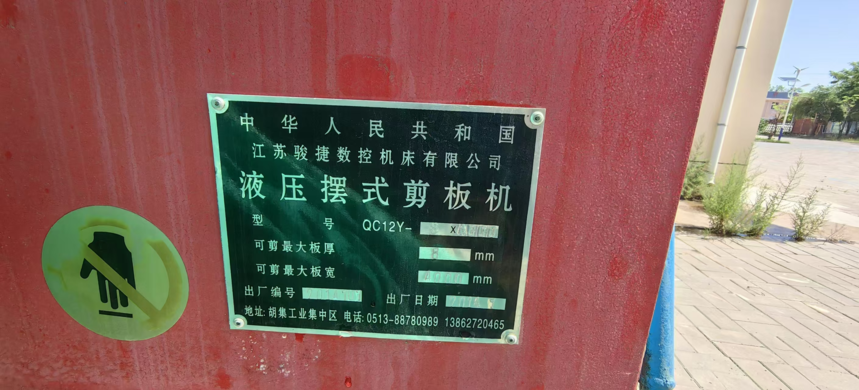 中华人民共和国
江苏骏捷数控机床有限公司
液压摆式剪板机
型号 QC12Y- X
可剪最大板厚 mm
可剪最大板宽 mm
出厂编号 出厂日期
地址:胡集工业集中区 电话:0513-88780989 13862720465